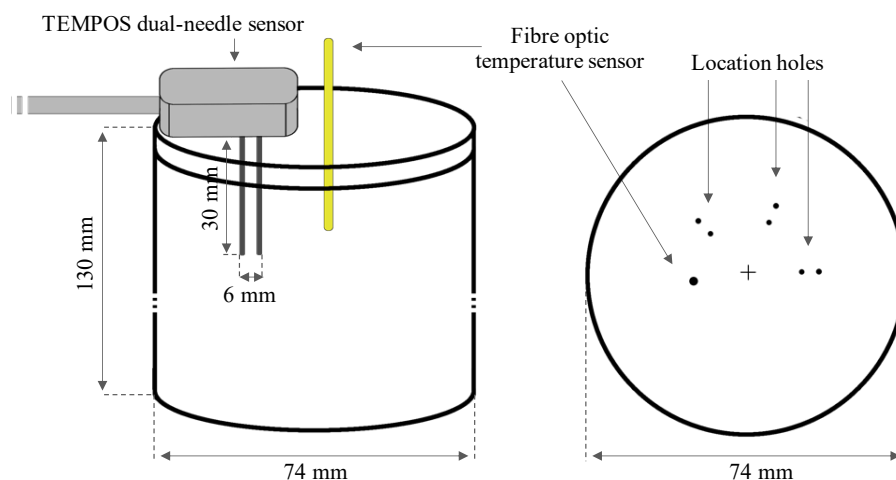 TEMPOS dual-needle sensor
Fibre optic
temperature sensor
Location holes
130 mm
30 mm
6 mm
74 mm
74 mm